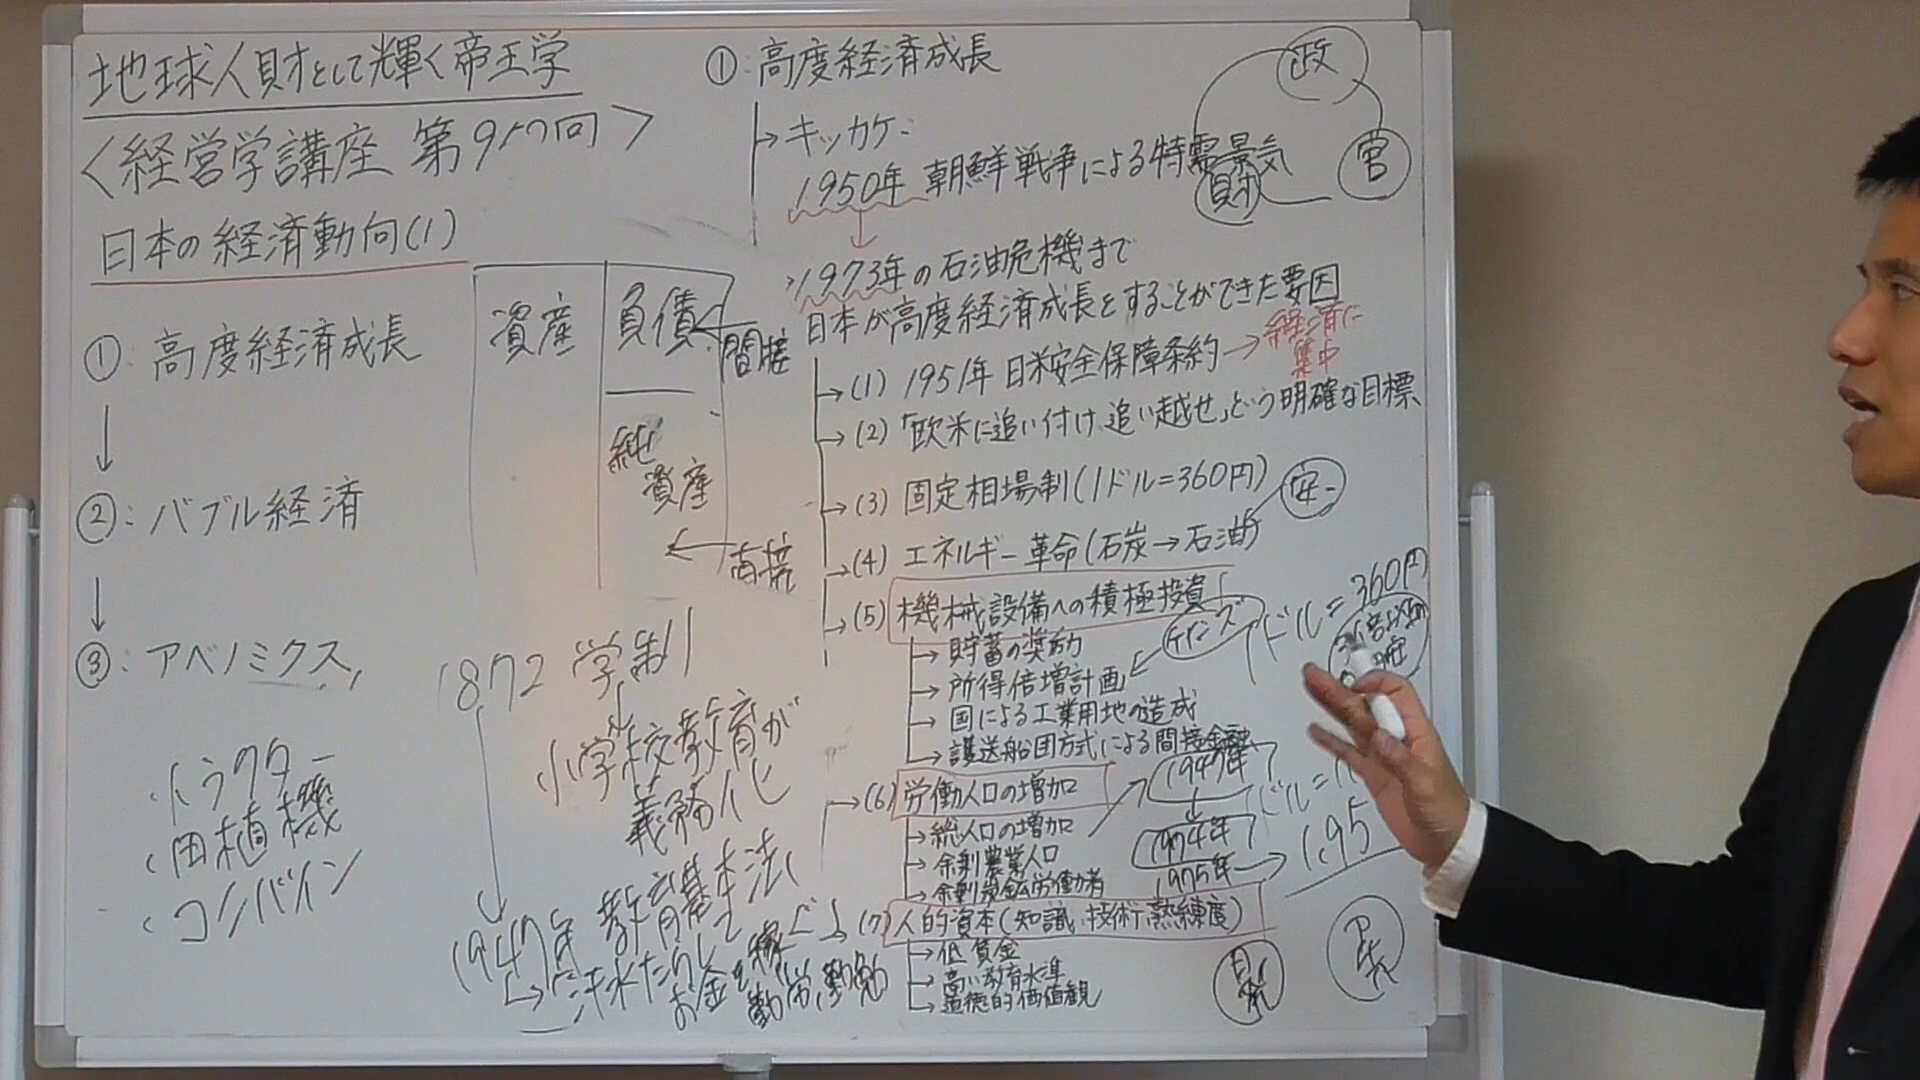 地球人財として輝く帝王学
<経営学講座 第917回>
日本の経済動向(1)
①:高度経済成長
↓
②:バブル経済
↓
③:アベノミクス
資産
負債
純
資産
間接
直接
・トラクター
・田植機
・コンバイン
1872 学制
小学校教育が
義務化
1947年 教育基本法
汗水たらして
お金を稼ぐ
勤労、勤勉
①:高度経済成長
→キッカケ:
1950年 朝鮮戦争による特需景気
↓
1973年の石油危機まで
日本が高度経済成長をすることができた要因
→(1) 1951年 日米安全保障条約→経済に
集中
→(2)「欧米に追い付け、追い越せ」という明確な目標
→(3) 固定相場制(1ドル=360円)
→(4) エネルギー革命(石炭→石油)
安
→(5) 機械設備への積極投資
→貯蓄の奨励
→所得倍増計画
→国による工業用地の造成
→護送船団方式による間接金融
→(6) 労働人口の増加
→総人口の増加
→余剰農業人口
→余剰炭鉱労働者
→(7) 人的資本(知識、技術、熟練度)
→低賃金
→高い教育水準
→道徳的価値観
政
官
財
ケインズ
1ドル=360円
1947年
↓
1974年
1975年→1.95
1ドル=